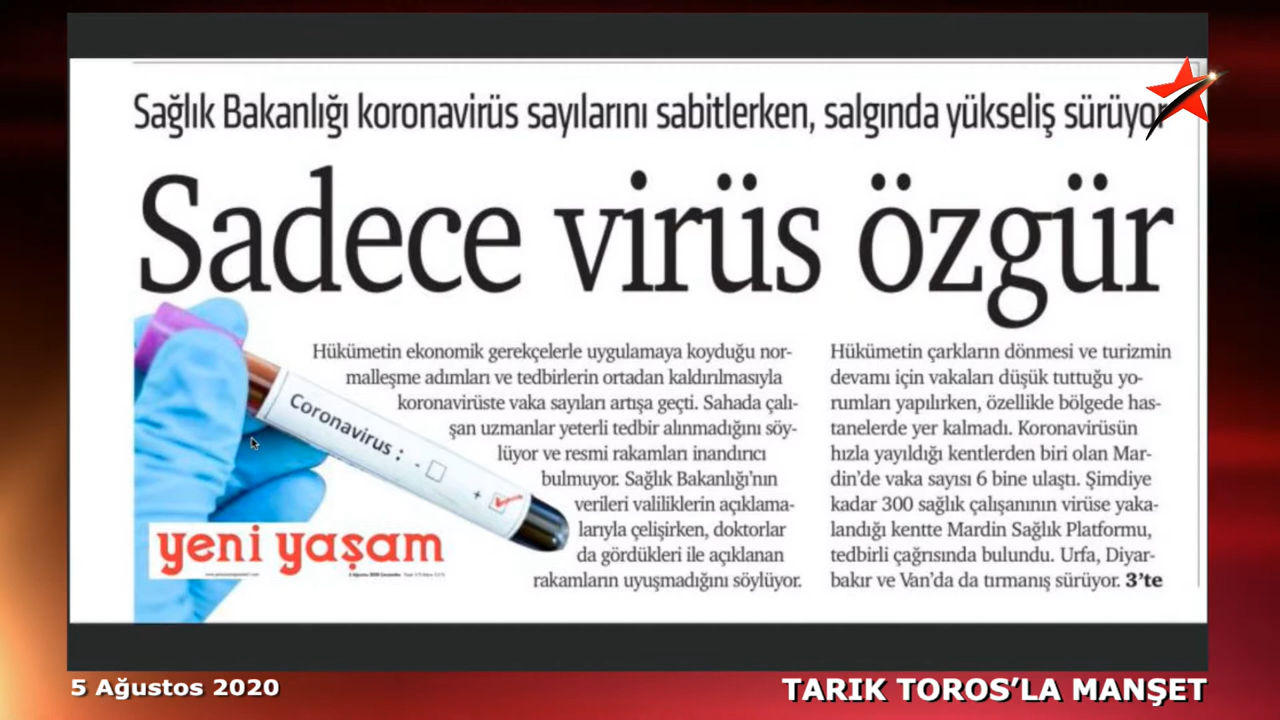 Sağlık Bakanlığı koronavirüs sayılarını sabitlerken, salgında yükseliş sürüyor
Sadece virüs özgür
Hükümetin ekonomik gerekçelerle uygulamaya koyduğu nor-
malleşme adımları ve tedbirlerin ortadan kaldırılmasıyla
koronavirüste vaka sayıları artışa geçti. Sahada çalı-
şan uzmanlar yeterli tedbir alınmadığını söy-
lüyor ve resmi rakamları inandırıcı
bulmuyor. Sağlık Bakanlığı'nın
verileri valiliklerin açıklama-
larıyla çelişirken, doktorlar
da gördükleri ile açıklanan
rakamların uyuşmadığını söylüyor.
Hükümetin çarkların dönmesi ve turizmin
devamı için vakaları düşük tuttuğu yo-
rumları yapılırken, özellikle bölgede has-
tanelerde yer kalmadı. Koronavirüsün
hızla yayıldığı kentlerden biri olan Mar-
din'de vaka sayısı 6 bine ulaştı. Şimdiye
kadar 300 sağlık çalışanının virüse yaka-
landığı kentte Mardin Sağlık Platformu,
tedbirli çağrısında bulundu. Urfa, Diyar-
bakır ve Van'da da tırmanış sürüyor. 3'te
Coronavirus : - +
yeni yaşam
5 Ağustos 2020
TARIK TOROS'LA MANŞET